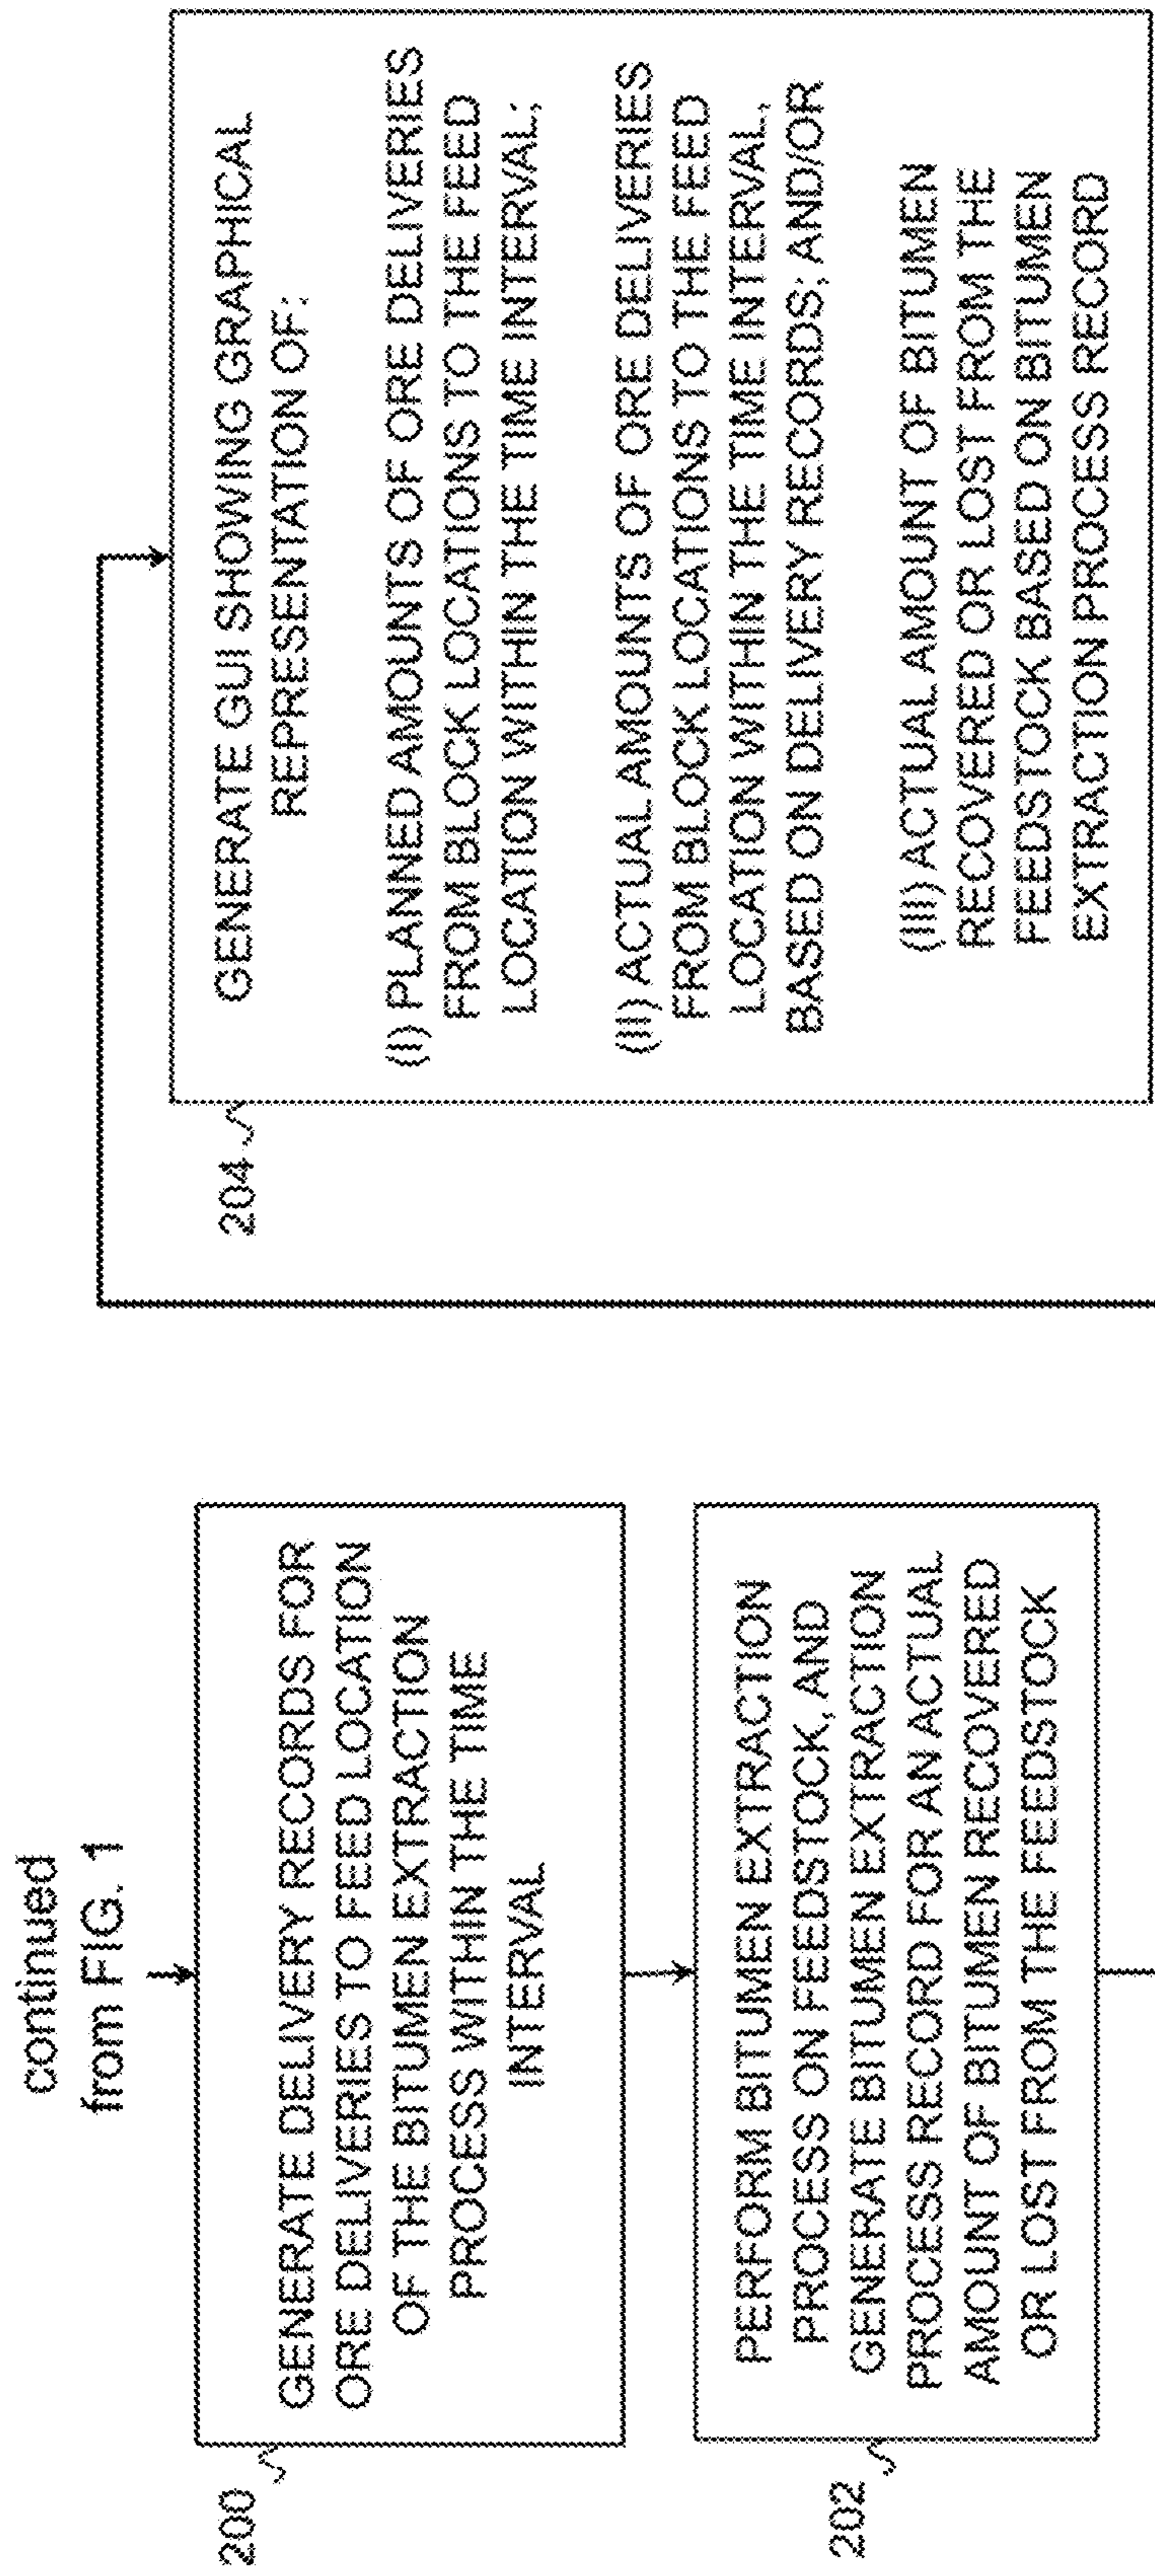 continued
from FIG. 1
200
GENERATE DELIVERY RECORDS FOR
ORE DELIVERIES TO FEED LOCATION
OF THE BITUMEN EXTRACTION
PROCESS WITHIN THE TIME
INTERVAL
202
PERFORM BITUMEN EXTRACTION
PROCESS ON FEEDSTOCK, AND
GENERATE BITUMEN EXTRACTION
PROCESS RECORD FOR AN ACTUAL
AMOUNT OF BITUMEN RECOVERED
OR LOST FROM THE FEEDSTOCK
204
GENERATE GUI SHOWING GRAPHICAL
REPRESENTATION OF:
(I) PLANNED AMOUNTS OF ORE DELIVERIES
FROM BLOCK LOCATIONS TO THE FEED
LOCATION WITHIN THE TIME INTERVAL;
(II) ACTUAL AMOUNTS OF ORE DELIVERIES
FROM BLOCK LOCATIONS TO THE FEED
LOCATION WITHIN THE TIME INTERVAL,
BASED ON DELIVERY RECORDS; AND/OR
(III) ACTUAL AMOUNT OF BITUMEN
RECOVERED OR LOST FROM THE
FEEDSTOCK BASED ON BITUMEN
EXTRACTION PROCESS RECORD